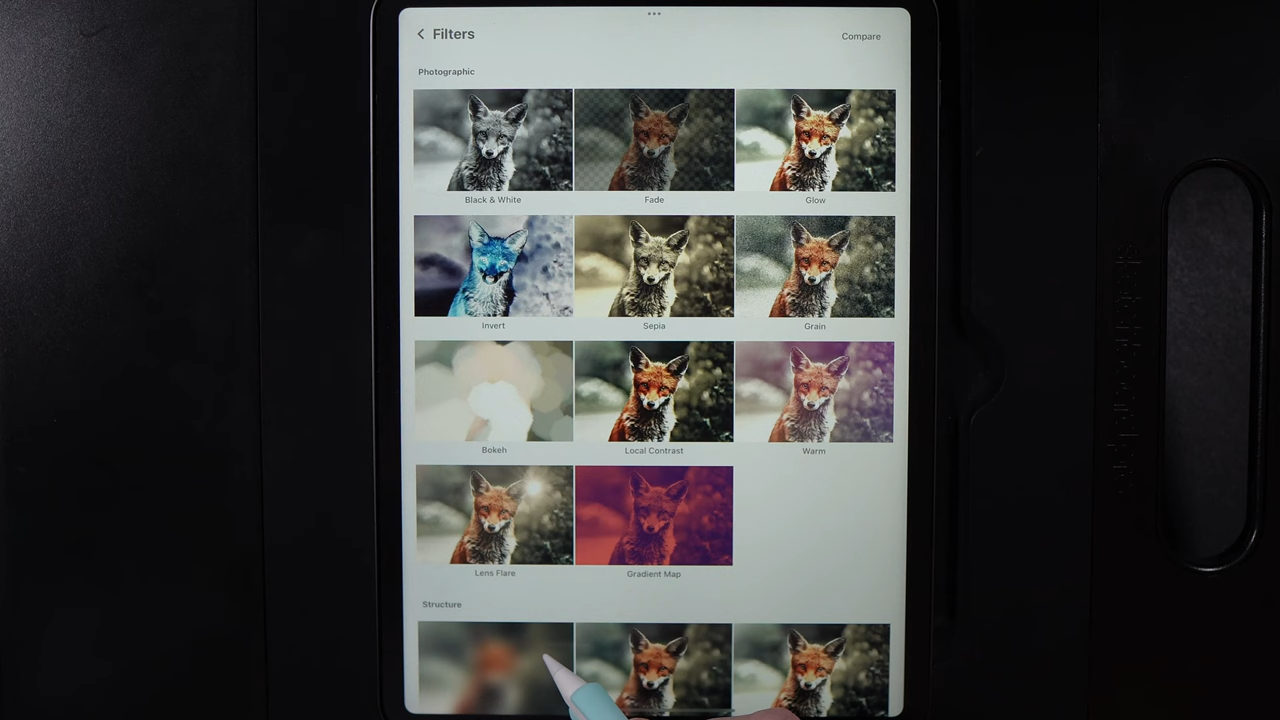 Filters
Compare
Photographic
Black & White
Fade
Glow
Invert
Sepia
Grain
Bokeh
Local Contrast
Warm
Lens Flare
Gradient Map
Structure